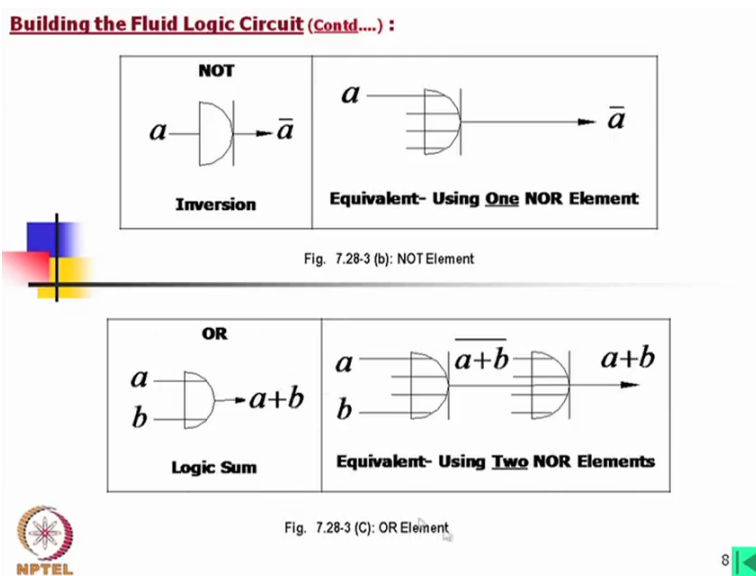 Building the Fluid Logic Circuit (Contd....) :
NOT
a
a̅
Inversion
a
a̅
Equivalent- Using One NOR Element
Fig. 7.28-3 (b): NOT Element
OR
a
b
a+b
Logic Sum
a
b
a̅+̅b̅
a+b
Equivalent- Using Two NOR Elements
Fig. 7.28-3 (C): OR Element
NPTEL
8